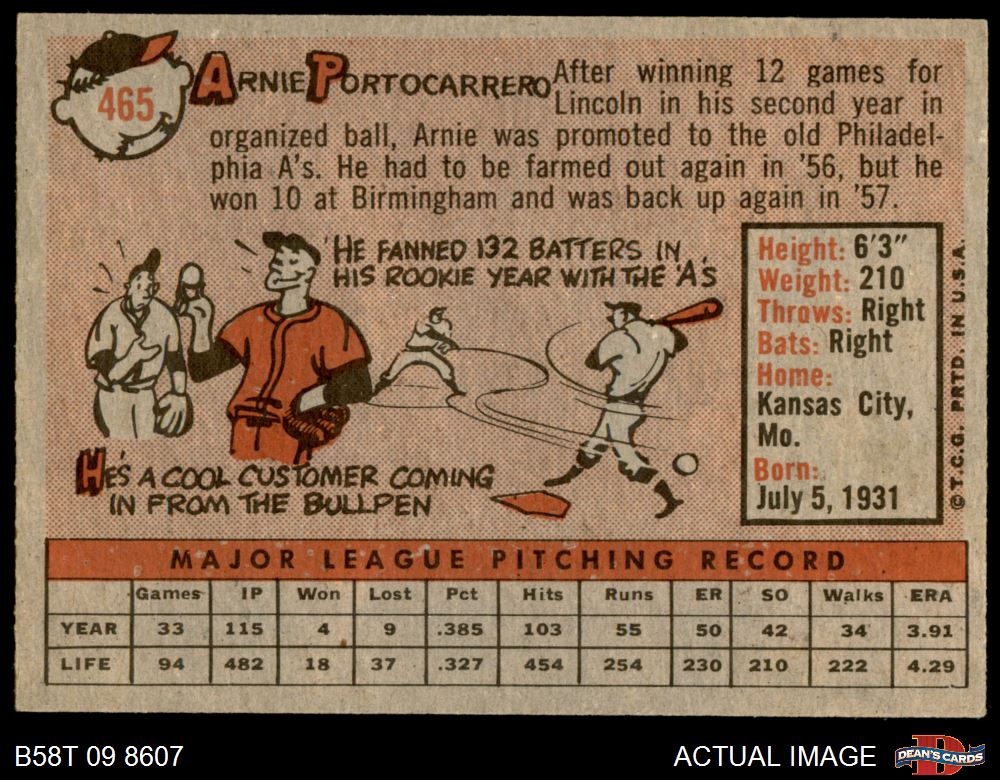 465
ARNIE PORTOCARRERO
After winning 12 games for
Lincoln in his second year in
organized ball, Arnie was promoted to the old Philadel-
phia A's. He had to be farmed out again in '56, but he
won 10 at Birmingham and was back up again in '57.
HE FANNED 132 BATTERS IN
HIS ROOKIE YEAR WITH THE 'A'S
HE'S A COOL CUSTOMER COMING
IN FROM THE BULLPEN
Height: 6'3"
Weight: 210
Throws: Right
Bats: Right
Home:
Kansas City,
Mo.
Born:
July 5, 1931
© T.C.G. PRTD. IN U.S.A.
MAJOR LEAGUE PITCHING RECORD
Games IP Won Lost Pct Hits Runs ER SO Walks ERA
YEAR 33 115 4 9 .385 103 55 50 42 34 3.91
LIFE 94 482 18 37 .327 454 254 230 210 222 4.29
B58T 09 8607
ACTUAL IMAGE
D
DEAN'S CARDS